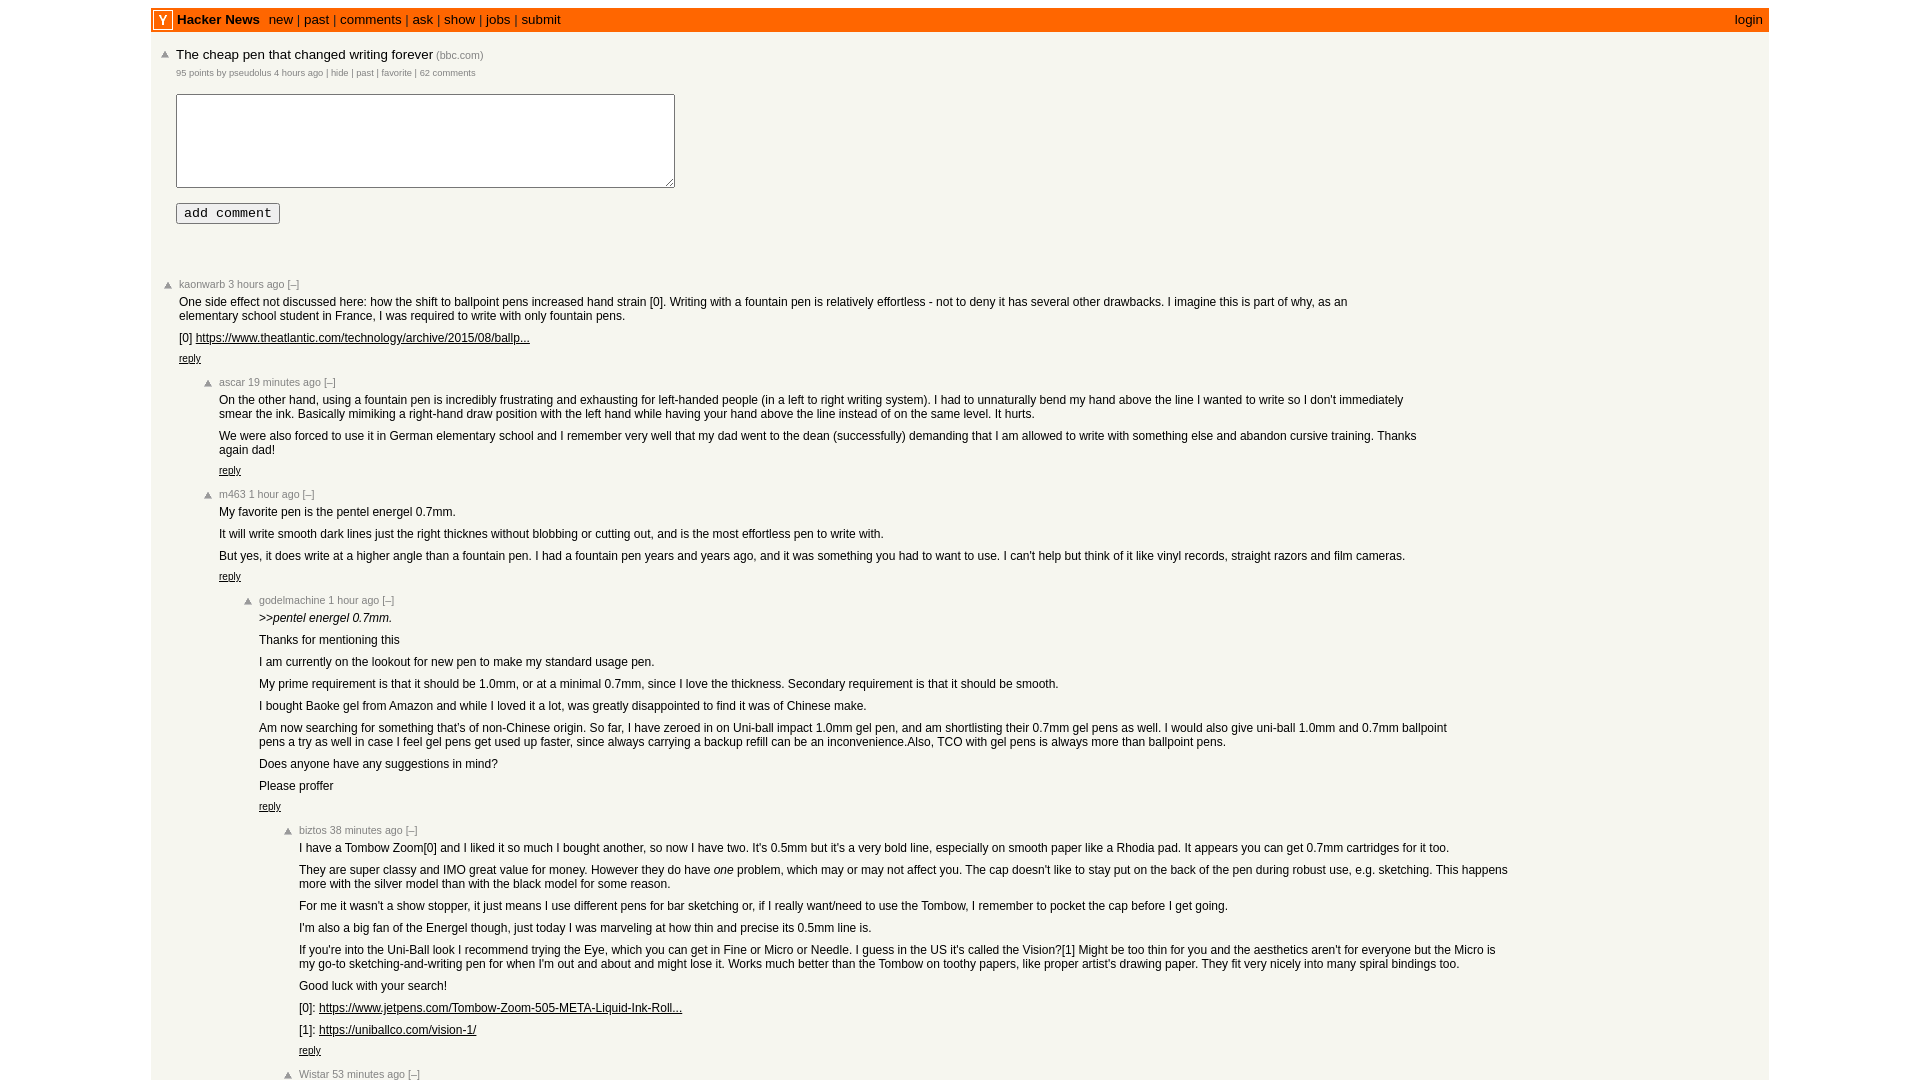 Y Hacker News new | past | comments | ask | show | jobs | submit login
The cheap pen that changed writing forever (bbc.com)
95 points by pseudolus 4 hours ago | hide | past | favorite | 62 comments
add comment
kaonwarb 3 hours ago [–]
One side effect not discussed here: how the shift to ballpoint pens increased hand strain [0]. Writing with a fountain pen is relatively effortless - not to deny it has several other drawbacks. I imagine this is part of why, as an
elementary school student in France, I was required to write with only fountain pens.
[0] https://www.theatlantic.com/technology/archive/2015/08/ballp...
reply
ascar 19 minutes ago [–]
On the other hand, using a fountain pen is incredibly frustrating and exhausting for left-handed people (in a left to right writing system). I had to unnaturally bend my hand above the line I wanted to write so I don't immediately
smear the ink. Basically mimiking a right-hand draw position with the left hand while having your hand above the line instead of on the same level. It hurts.
We were also forced to use it in German elementary school and I remember very well that my dad went to the dean (successfully) demanding that I am allowed to write with something else and abandon cursive training. Thanks
again dad!
reply
m463 1 hour ago [–]
My favorite pen is the pentel energel 0.7mm.
It will write smooth dark lines just the right thicknes without blobbing or cutting out, and is the most effortless pen to write with.
But yes, it does write at a higher angle than a fountain pen. I had a fountain pen years and years ago, and it was something you had to want to use. I can't help but think of it like vinyl records, straight razors and film cameras.
reply
godelmachine 1 hour ago [–]
>>pentel energel 0.7mm.
Thanks for mentioning this
I am currently on the lookout for new pen to make my standard usage pen.
My prime requirement is that it should be 1.0mm, or at a minimal 0.7mm, since I love the thickness. Secondary requirement is that it should be smooth.
I bought Baoke gel from Amazon and while I loved it a lot, was greatly disappointed to find it was of Chinese make.
Am now searching for something that's of non-Chinese origin. So far, I have zeroed in on Uni-ball impact 1.0mm gel pen, and am shortlisting their 0.7mm gel pens as well. I would also give uni-ball 1.0mm and 0.7mm ballpoint
pens a try as well in case I feel gel pens get used up faster, since always carrying a backup refill can be an inconvenience.Also, TCO with gel pens is always more than ballpoint pens.
Does anyone have any suggestions in mind?
Please proffer
reply
biztos 38 minutes ago [–]
I have a Tombow Zoom[0] and I liked it so much I bought another, so now I have two. It's 0.5mm but it's a very bold line, especially on smooth paper like a Rhodia pad. It appears you can get 0.7mm cartridges for it too.
They are super classy and IMO great value for money. However they do have one problem, which may or may not affect you. The cap doesn't like to stay put on the back of the pen during robust use, e.g. sketching. This happens
more with the silver model than with the black model for some reason.
For me it wasn't a show stopper, it just means I use different pens for bar sketching or, if I really want/need to use the Tombow, I remember to pocket the cap before I get going.
I'm also a big fan of the Energel though, just today I was marveling at how thin and precise its 0.5mm line is.
If you're into the Uni-Ball look I recommend trying the Eye, which you can get in Fine or Micro or Needle. I guess in the US it's called the Vision?[1] Might be too thin for you and the aesthetics aren't for everyone but the Micro is
my go-to sketching-and-writing pen for when I'm out and about and might lose it. Works much better than the Tombow on toothy papers, like proper artist's drawing paper. They fit very nicely into many spiral bindings too.
Good luck with your search!
[0]: https://www.jetpens.com/Tombow-Zoom-505-META-Liquid-Ink-Roll...
[1]: https://uniballco.com/vision-1/
reply
Wistar 53 minutes ago [–]